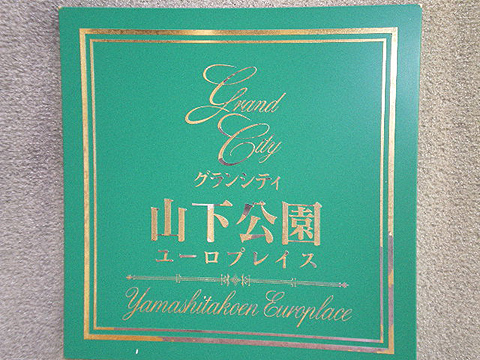 Grand
City
グランシティ
山下公園
ユーロプレイス
Yamashitakoen Europlace